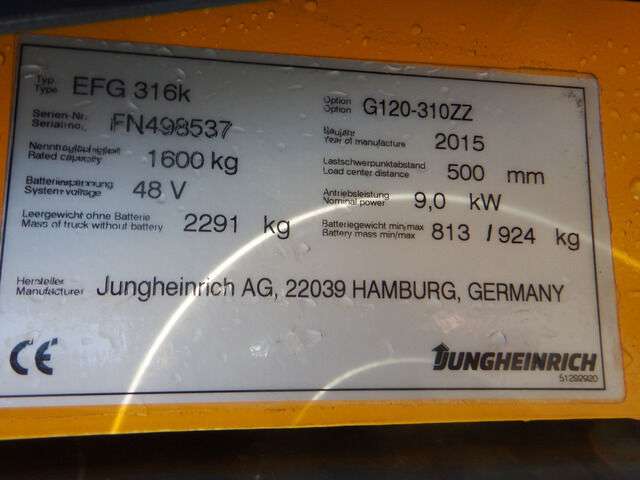 Typ
Type EFG 316k
Option
Option G120-310ZZ
Serien-Nr.
Serial no. FN498537
Baujahr
Year of manufacture 2015
Nenntragfähigkeit
Rated capacity 1600 kg
Lastschwerpunktabstand
Load center distance 500 mm
Batteriespannung
System voltage 48 V
Antriebsleistung
Nominal power 9,0 kW
Leergewicht ohne Batterie
Mass of truck without battery 2291 kg
Batteriegewicht min/max
Battery mass min/max 813 / 924 kg
Hersteller
Manufacturer Jungheinrich AG, 22039 HAMBURG, GERMANY
CE
JUNGHEINRICH
51292920